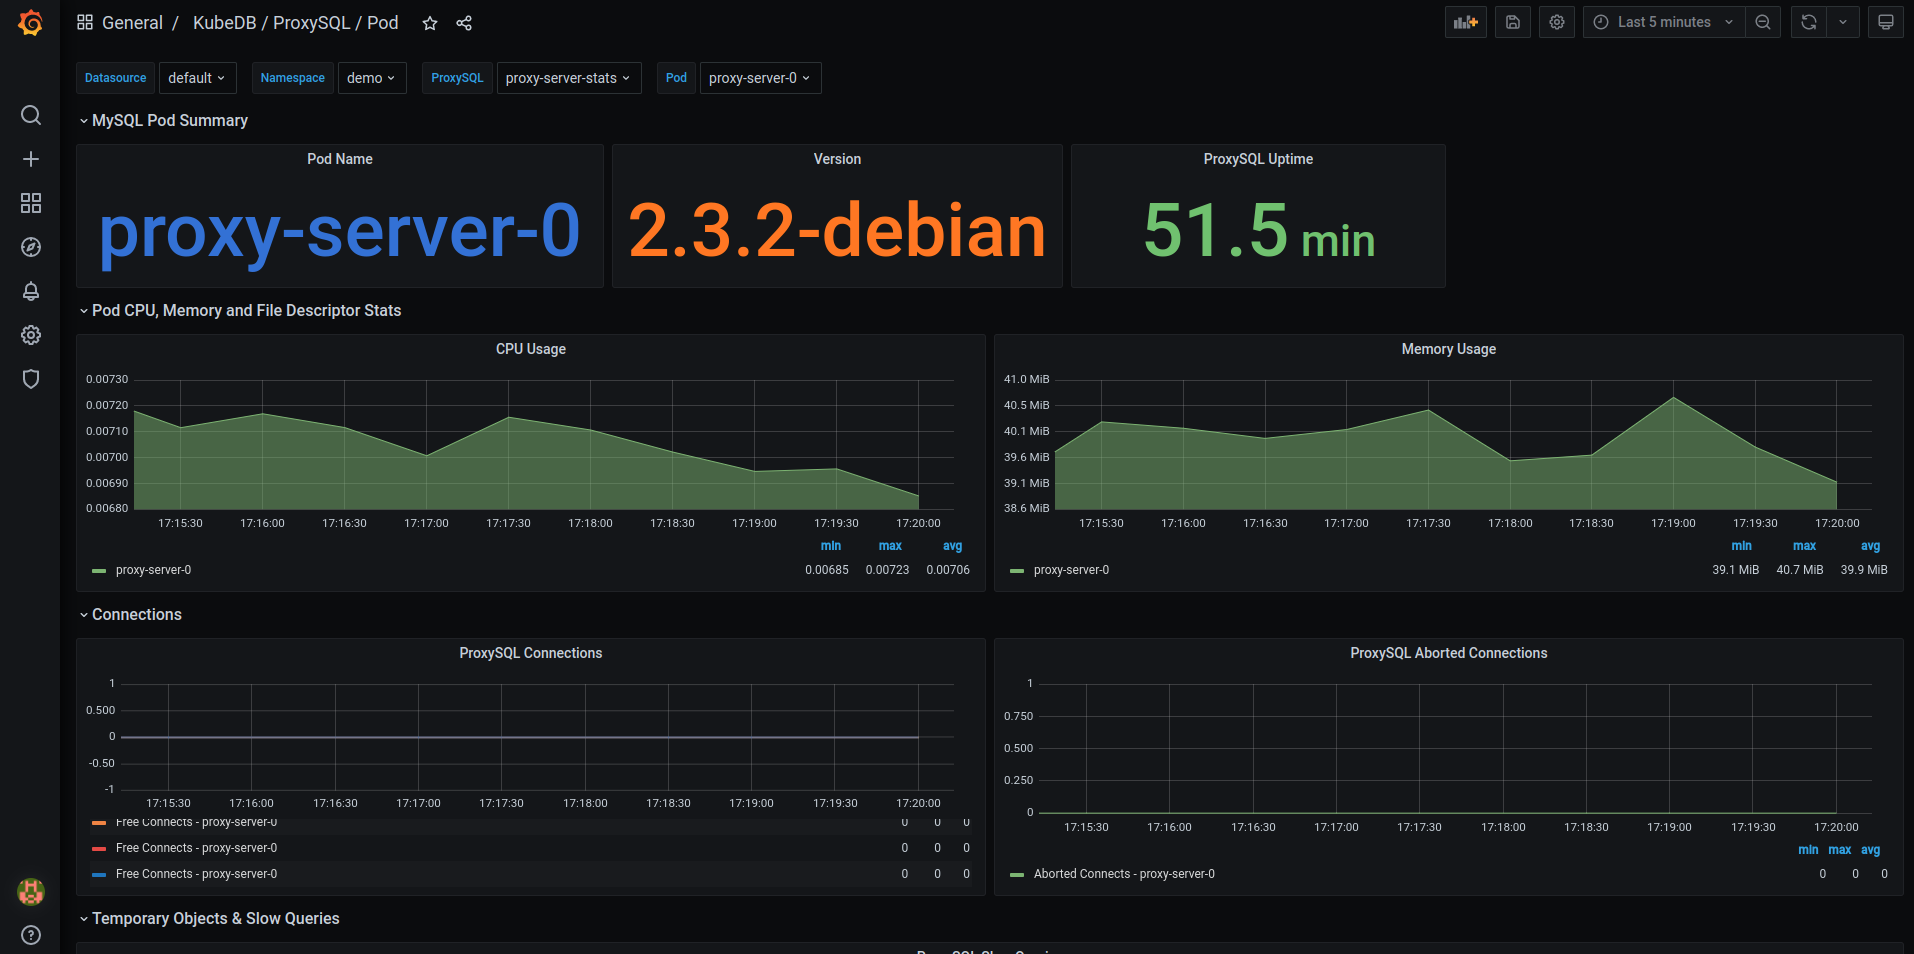 General / KubeDB / ProxySQL / Pod
Last 5 minutes
Datasource default Namespace demo ProxySQL proxy-server-stats Pod proxy-server-0
MySQL Pod Summary
Pod Name
proxy-server-0
Version
2.3.2-debian
ProxySQL Uptime
51.5 min
Pod CPU, Memory and File Descriptor Stats
CPU Usage
0.00730
0.00720
0.00710
0.00700
0.00690
0.00680
17:15:30 17:16:00 17:16:30 17:17:00 17:17:30 17:18:00 17:18:30 17:19:00 17:19:30 17:20:00
min max avg
proxy-server-0 0.00685 0.00723 0.00706
Memory Usage
41.0 MiB
40.5 MiB
40.1 MiB
39.6 MiB
39.1 MiB
38.6 MiB
17:15:30 17:16:00 17:16:30 17:17:00 17:17:30 17:18:00 17:18:30 17:19:00 17:19:30 17:20:00
min max avg
proxy-server-0 39.1 MiB 40.7 MiB 39.9 MiB
Connections
ProxySQL Connections
1
0.500
0
-0.50
-1
17:15:30 17:16:00 17:16:30 17:17:00 17:17:30 17:18:00 17:18:30 17:19:00 17:19:30 17:20:00
Free Connects - proxy-server-0 0 0 0
Free Connects - proxy-server-0 0 0 0
Free Connects - proxy-server-0 0 0 0
ProxySQL Aborted Connections
1
0.750
0.500
0.250
0
17:15:30 17:16:00 17:16:30 17:17:00 17:17:30 17:18:00 17:18:30 17:19:00 17:19:30 17:20:00
min max avg
Aborted Connects - proxy-server-0 0 0 0
Temporary Objects & Slow Queries